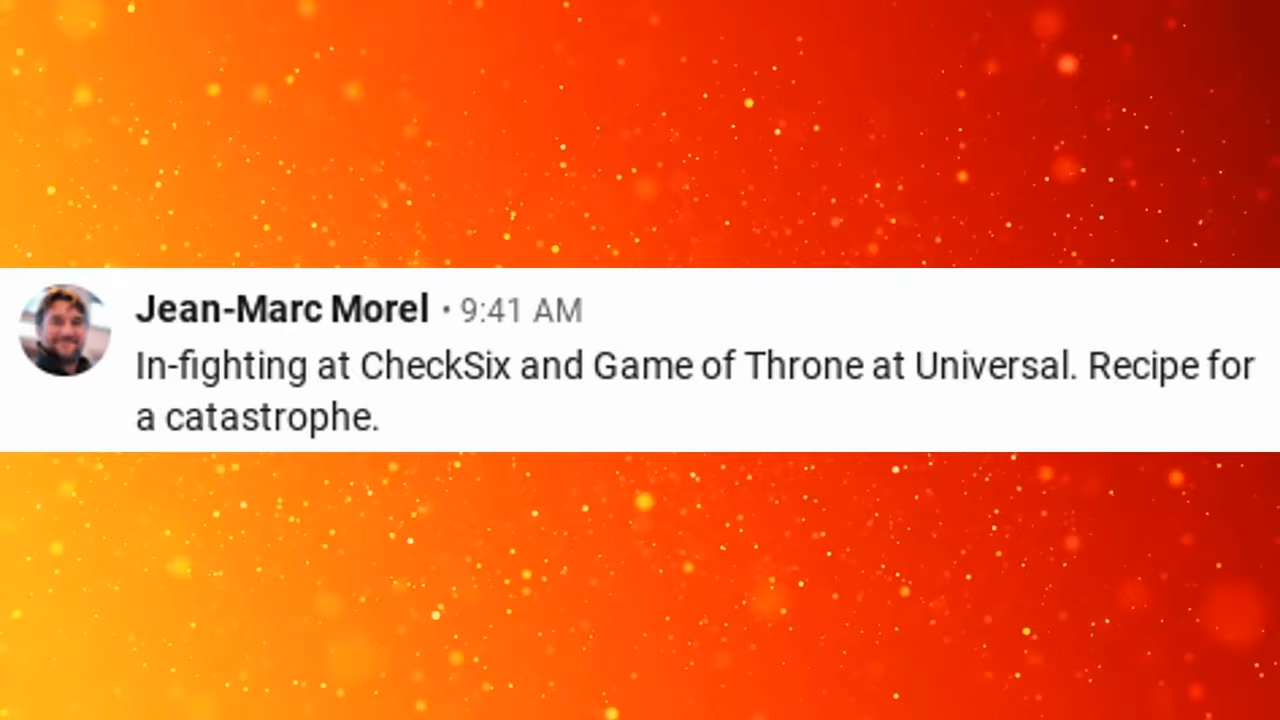 Jean-Marc Morel • 9:41 AM
In-fighting at CheckSix and Game of Throne at Universal. Recipe for
a catastrophe.